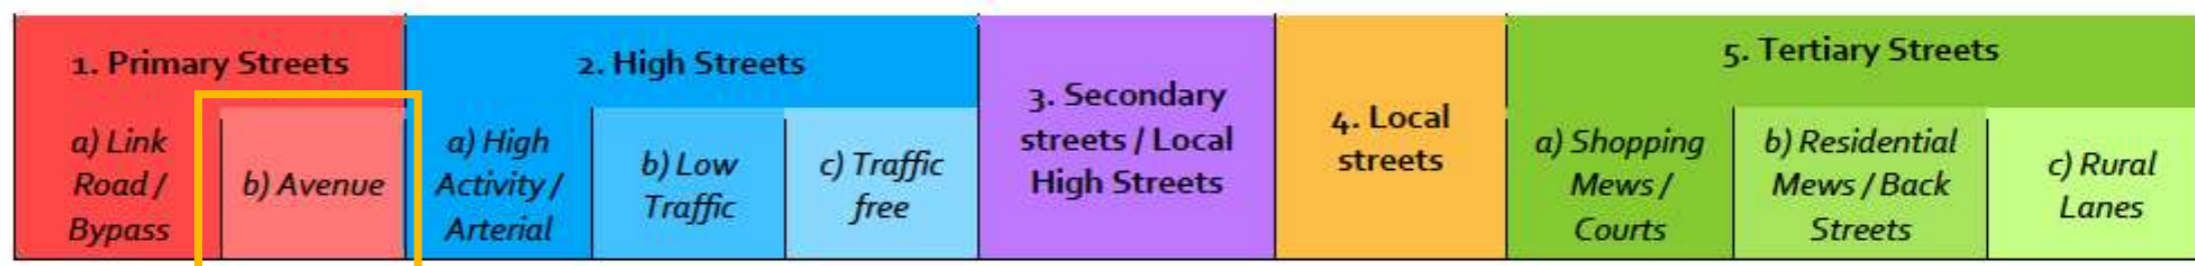 1. Primary Streets
a) Link
Road /
Bypass
b) Avenue
2. High Streets
a) High
Activity /
Arterial
b) Low
Traffic
c) Traffic
free
3. Secondary
streets / Local
High Streets
4. Local
streets
5. Tertiary Streets
a) Shopping
Mews /
Courts
b) Residential
Mews / Back
Streets
c) Rural
Lanes